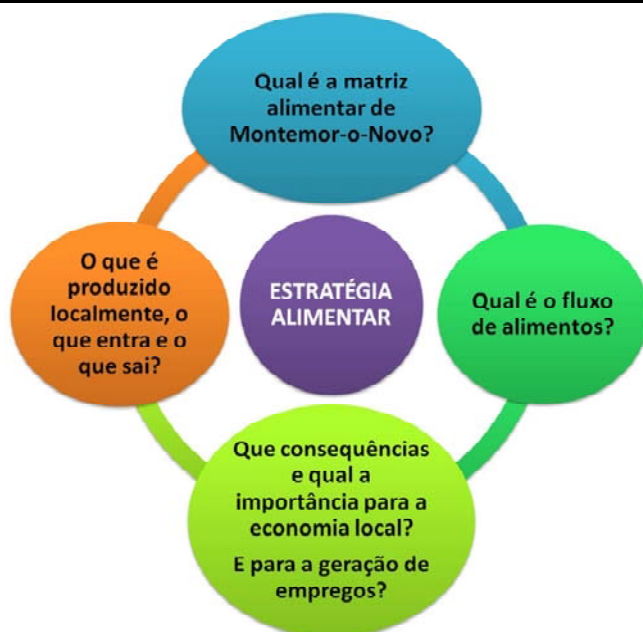 Qual é a matriz
alimentar de
Montemor-o-Novo?
O que é
produzido
localmente, o
que entra e o
que sai?
ESTRATÉGIA
ALIMENTAR
Qual é o fluxo
de alimentos?
Que consequências
e qual a
importância para a
economia local?
E para a geração de
empregos?